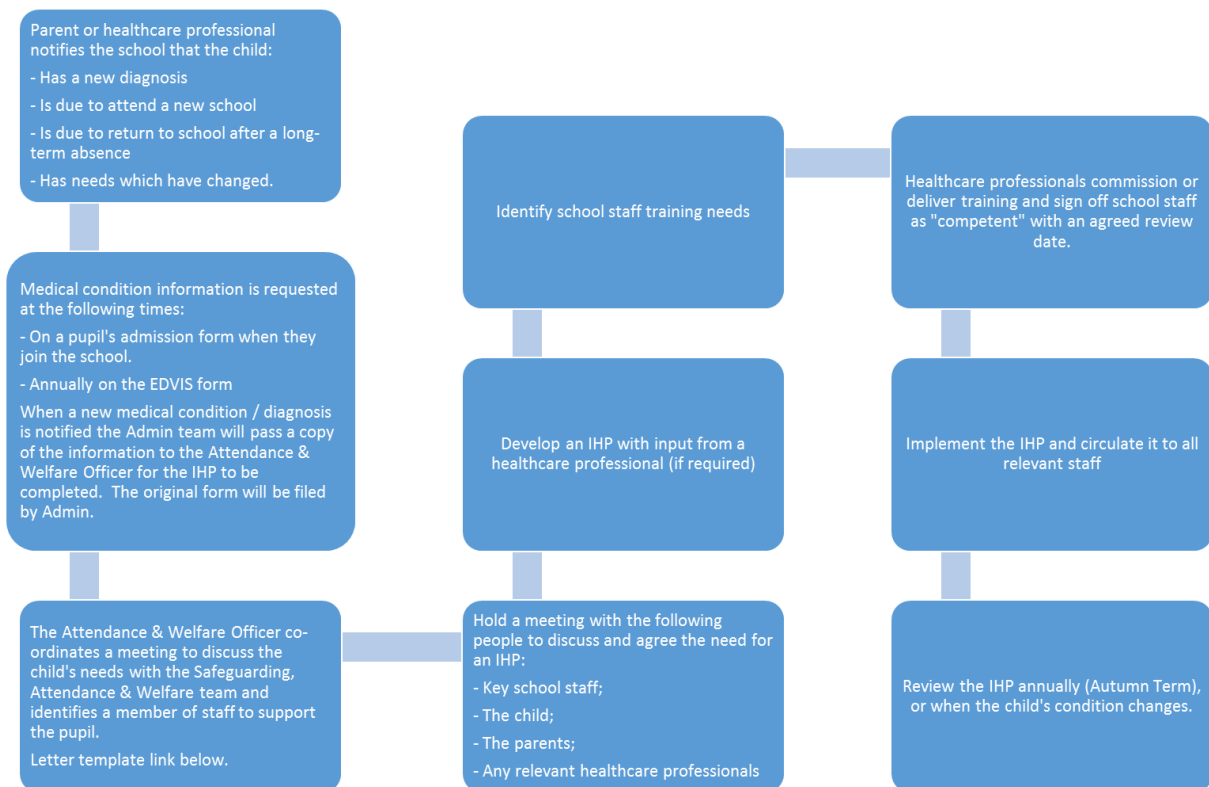 Parent or healthcare professional
notifies the school that the child:
- Has a new diagnosis
- Is due to attend a new school
- Is due to return to school after a long-
term absence
- Has needs which have changed.
Medical condition information is requested
at the following times:
- On a pupil's admission form when they
join the school.
- Annually on the EDVIS form
When a new medical condition / diagnosis
is notified the Admin team will pass a copy
of the information to the Attendance &
Welfare Officer for the IHP to be
completed.  The original form will be filed
by Admin.
The Attendance & Welfare Officer co-
ordinates a meeting to discuss the
child's needs with the Safeguarding,
Attendance & Welfare team and
identifies a member of staff to support
the pupil.
Letter template link below.
Hold a meeting with the following
people to discuss and agree the need for
an IHP:
- Key school staff;
- The child;
- The parents;
- Any relevant healthcare professionals
Develop an IHP with input from a
healthcare professional (if required)
Identify school staff training needs
Healthcare professionals commission or
deliver training and sign off school staff
as "competent" with an agreed review
date.
Implement the IHP and circulate it to all
relevant staff
Review the IHP annually (Autumn Term),
or when the child's condition changes.